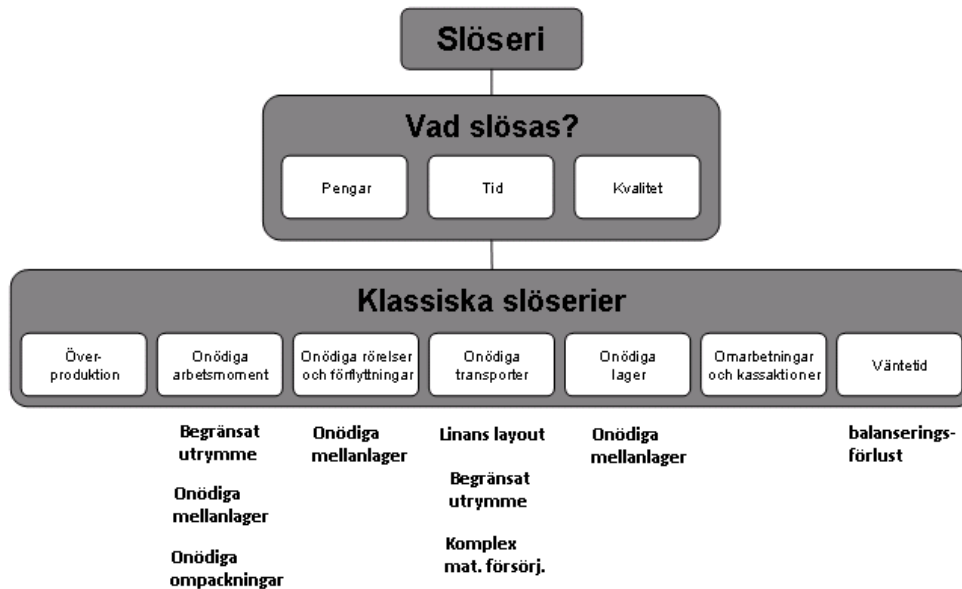 Slöseri
Vad slösas?
Pengar
Tid
Kvalitet
Klassiska slöserier
Över-
produktion
Onödiga
arbetsmoment
Onödiga rörelser
och förflyttningar
Onödiga
transporter
Onödiga
lager
Omarbetningar
och kassaktioner
Väntetid
Begränsat
utrymme
Onödiga
mellanlager
Onödiga
ompackningar
Onödiga
mellanlager
Linans layout
Begränsat
utrymme
Komplex
mat. försörj.
Onödiga
mellanlager
balanserings-
förlust